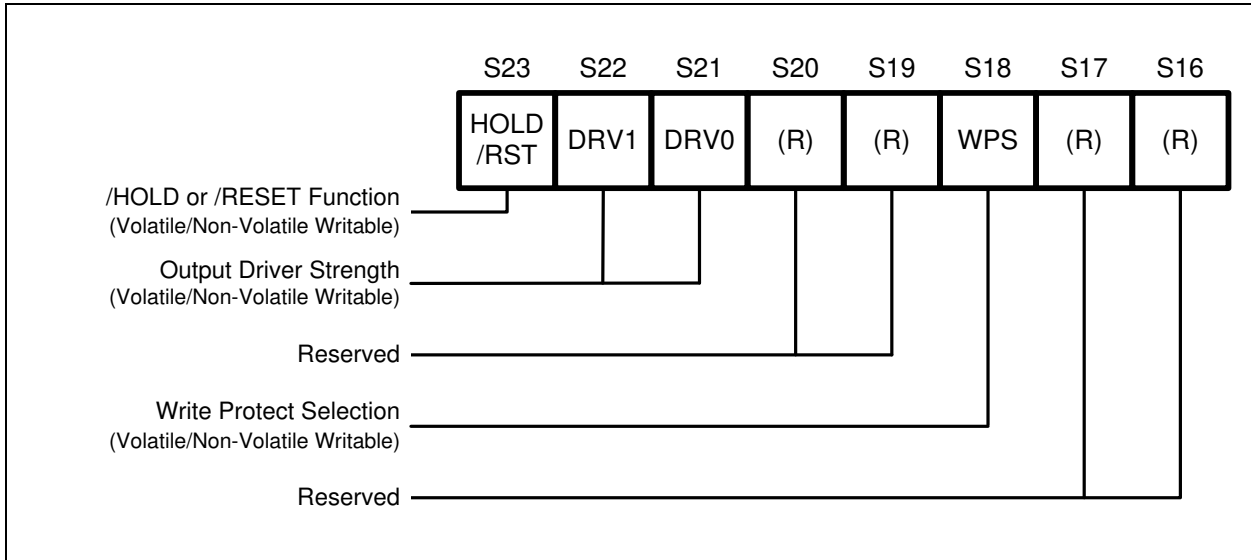 S23 S22 S21 S20 S19 S18 S17 S16
HOLD
/RST
DRV1 DRV0 (R) (R) WPS (R) (R)
/HOLD or /RESET Function
(Volatile/Non-Volatile Writable)
Output Driver Strength
(Volatile/Non-Volatile Writable)
Reserved
Write Protect Selection
(Volatile/Non-Volatile Writable)
Reserved